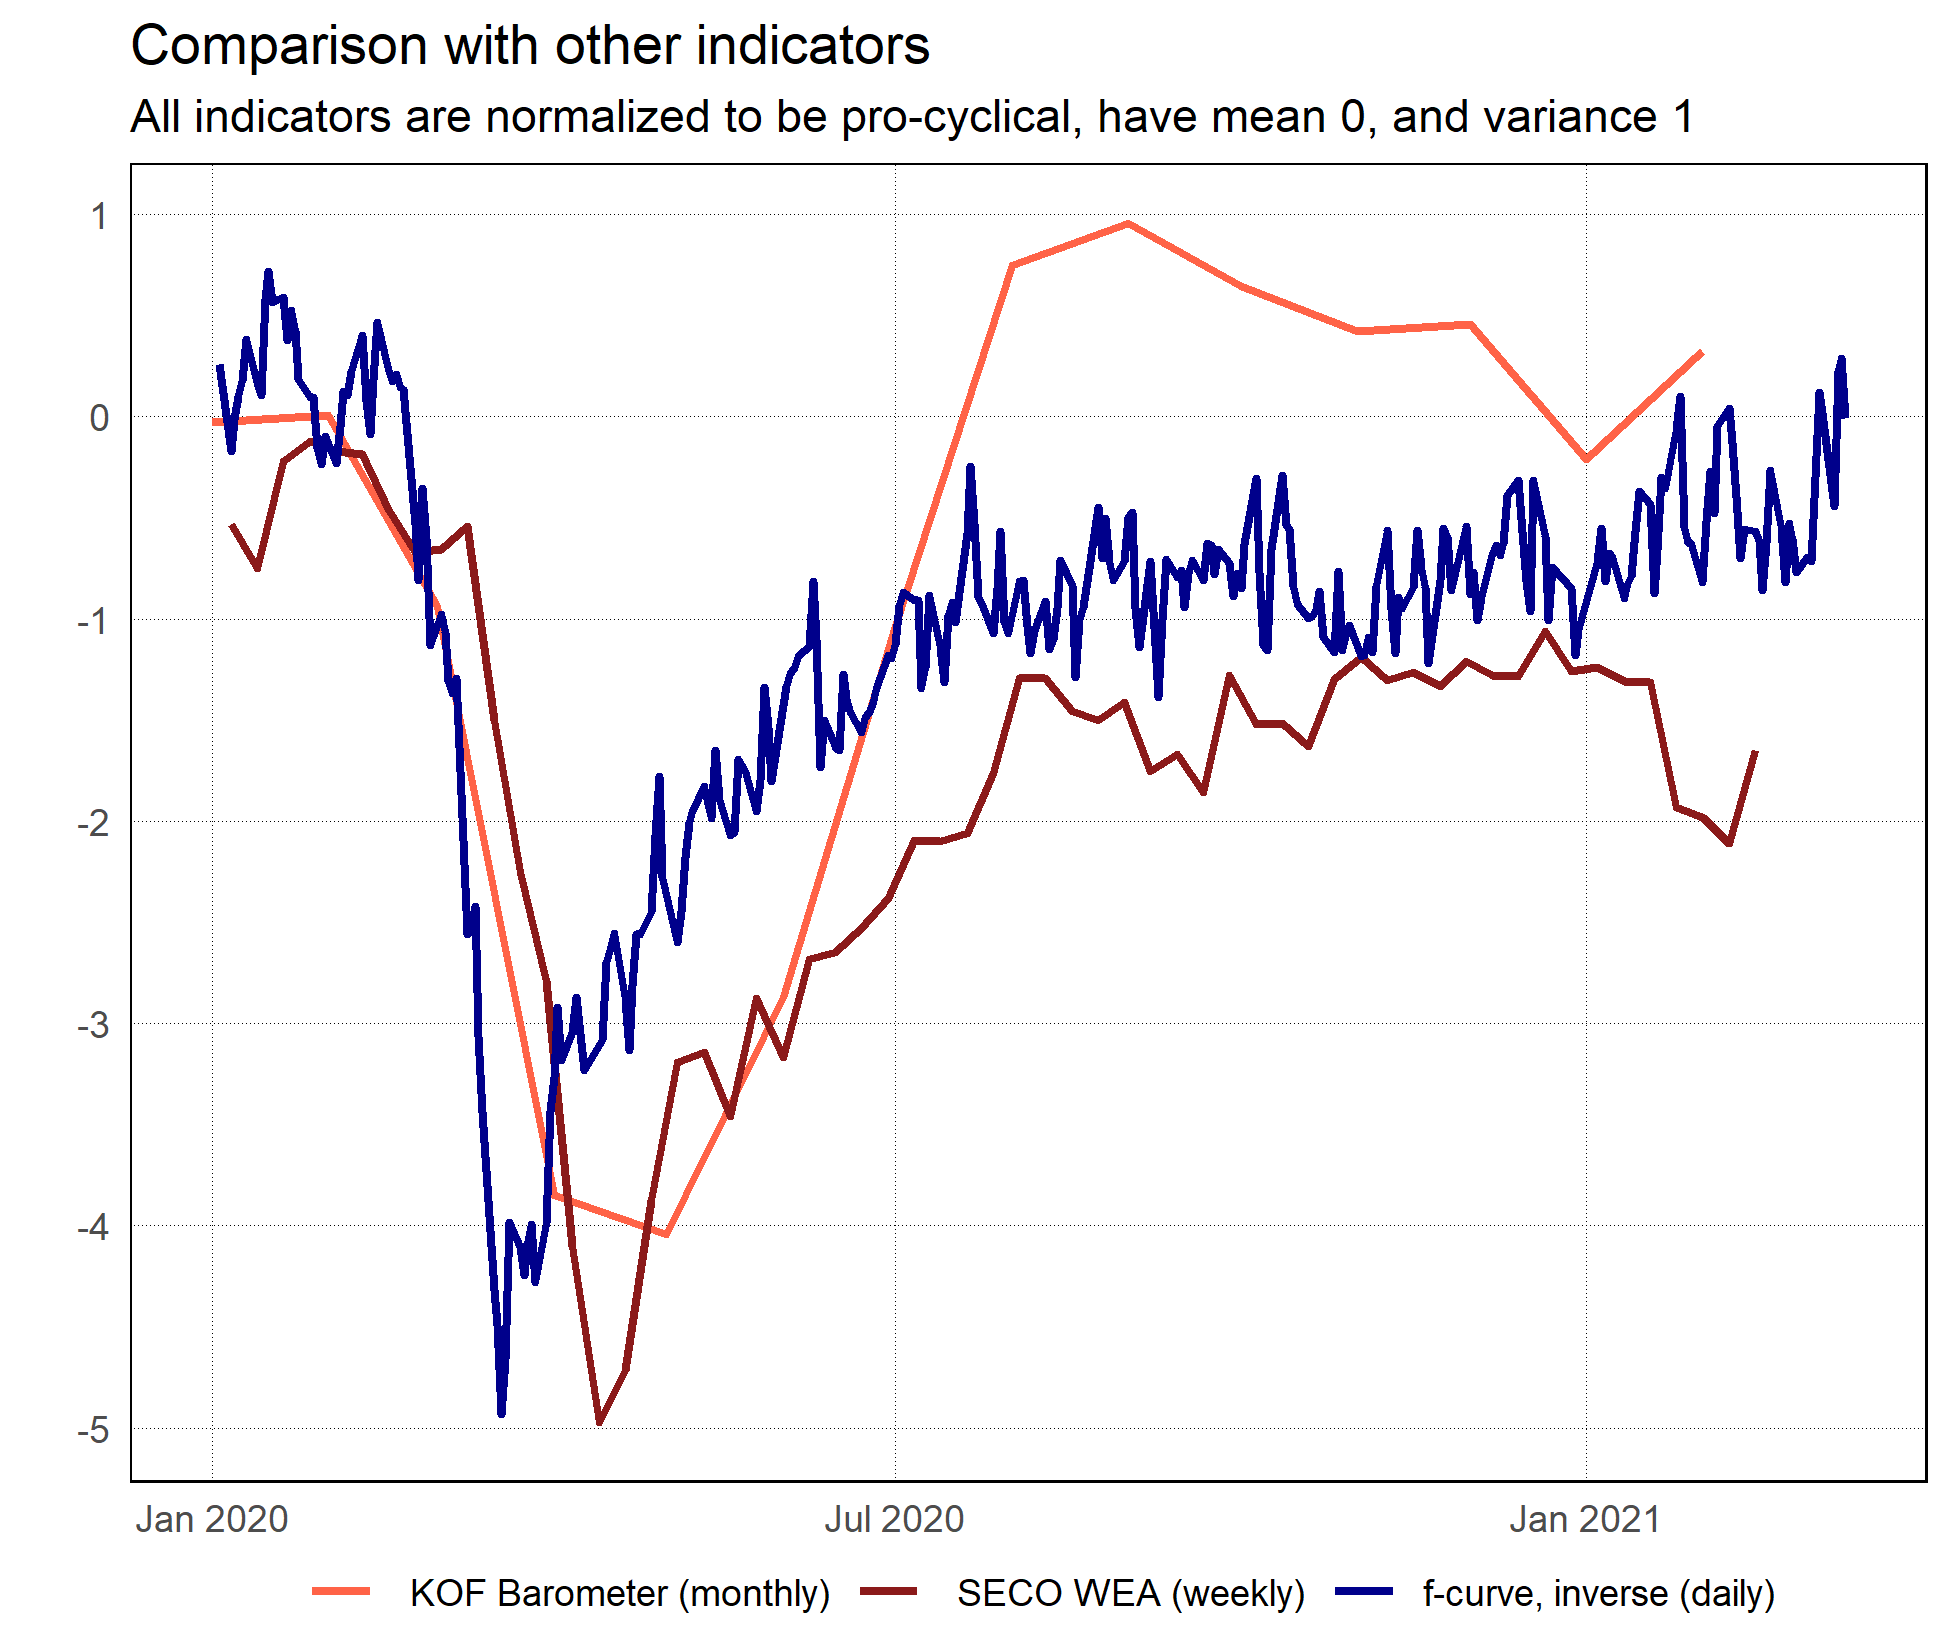 Comparison with other indicators
All indicators are normalized to be pro-cyclical, have mean 0, and variance 1
1
0
-1
-2
-3
-4
-5
Jan 2020 Jul 2020 Jan 2021
KOF Barometer (monthly) SECO WEA (weekly) f-curve, inverse (daily)